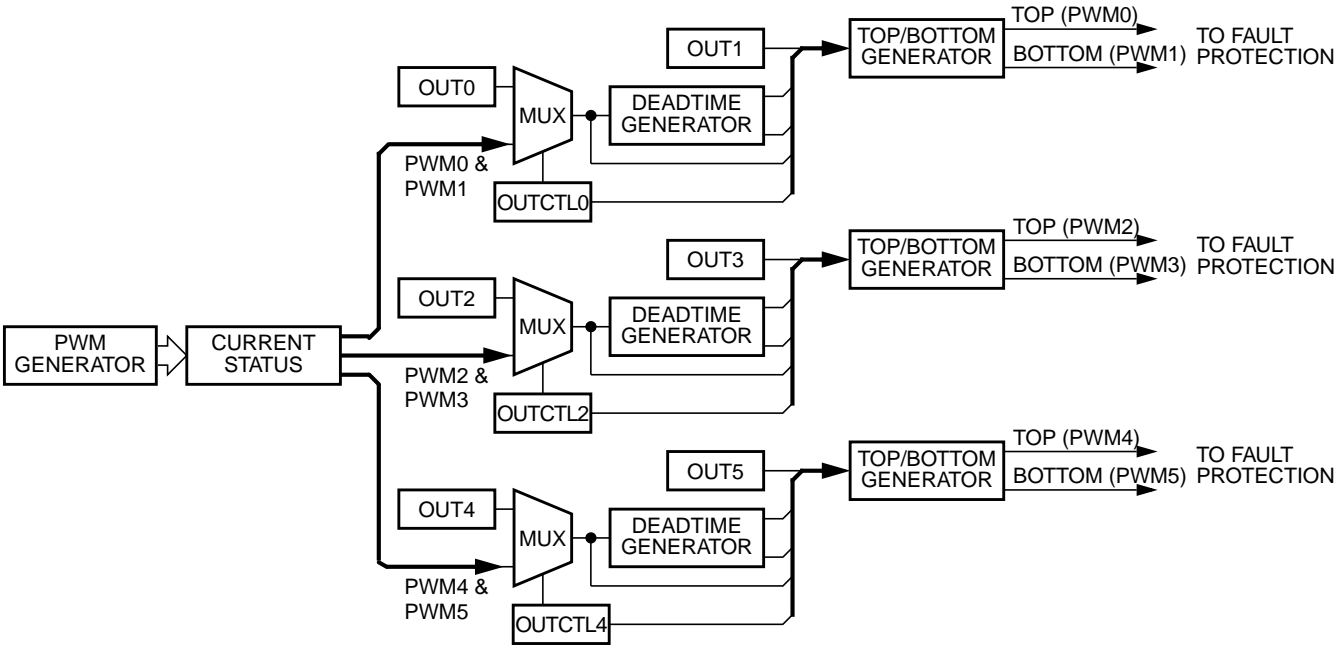 TOP (PWM0)
OUT1
TOP/BOTTOM
GENERATOR
BOTTOM (PWM1)
TO FAULT
PROTECTION
OUT0
MUX
DEADTIME
GENERATOR
PWM0 &
PWM1
OUTCTL0
TOP (PWM2)
OUT3
TOP/BOTTOM
GENERATOR
BOTTOM (PWM3)
TO FAULT
PROTECTION
OUT2
MUX
DEADTIME
GENERATOR
PWM
GENERATOR
CURRENT
STATUS
PWM2 &
PWM3
OUTCTL2
TOP (PWM4)
OUT5
TOP/BOTTOM
GENERATOR
BOTTOM (PWM5)
TO FAULT
PROTECTION
OUT4
MUX
DEADTIME
GENERATOR
PWM4 &
PWM5
OUTCTL4